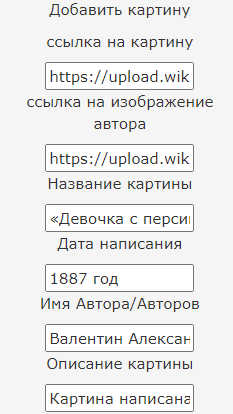 Добавить картину
ссылка на картину
https://upload.wik
ссылка на изображение
автора
https://upload.wik
Название картины
«Девочка с перси
Дата написания
1887 год
Имя Автора/Авторов
Валентин Алексан
Описание картины
Картина написана